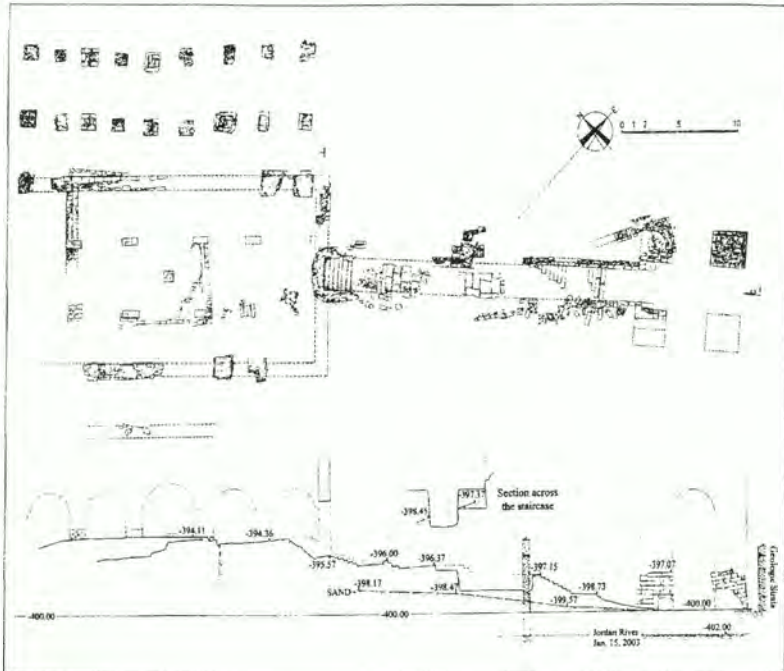 0 1 2 5 10
-397.37
Section across
the staircase
-398.45
-394.11
-394.36
-395.57
-396.00
-396.37
-397.15
-397.07
-398.17
-398.47
-398.73
SAND
-399.57
-400.00
-400.00
-400.00
-402.00
Jordan River
Jan. 15, 2003
Geologic Strata